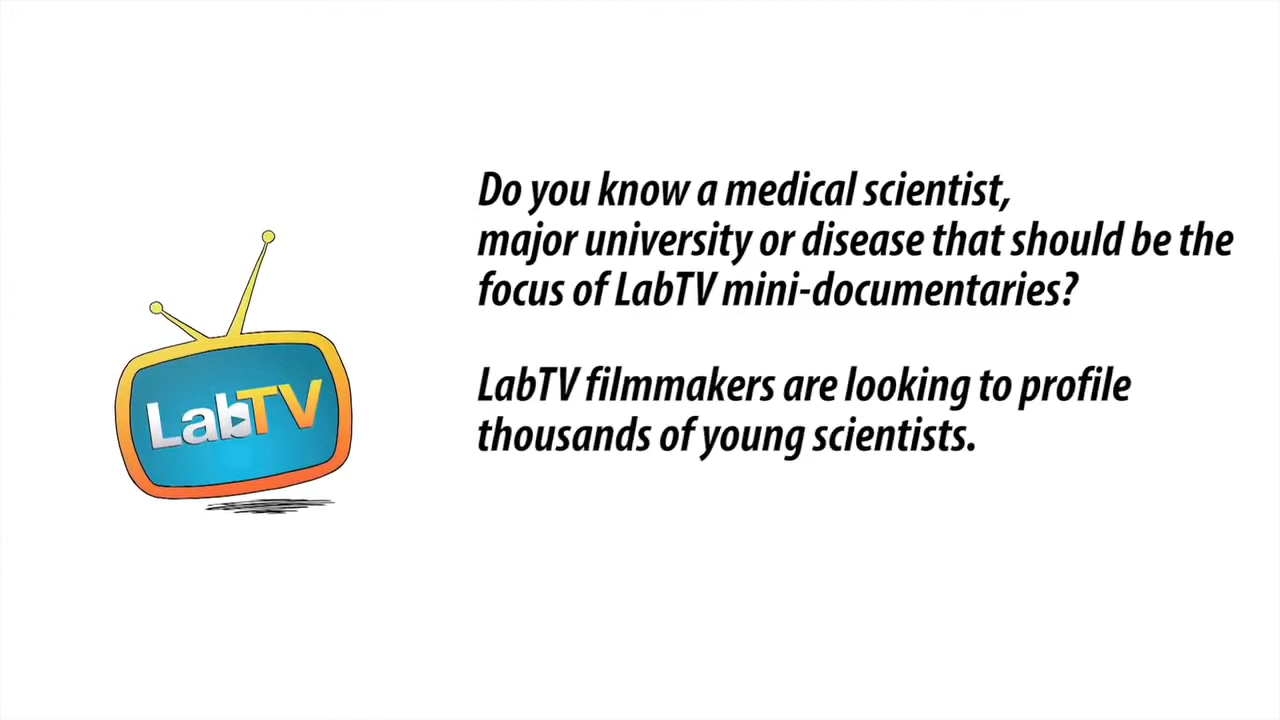 Do you know a medical scientist,
major university or disease that should be the
focus of LabTV mini-documentaries?
LabTV filmmakers are looking to profile
thousands of young scientists.
LabTV